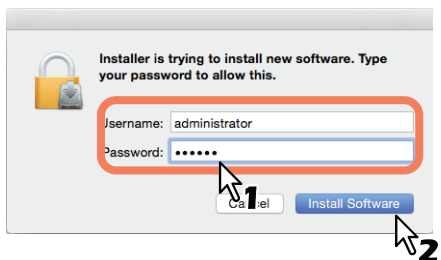 Installer is trying to install new software. Type
your password to allow this.
Username: administrator
Password: ••••••
1
Cancel Install Software
2